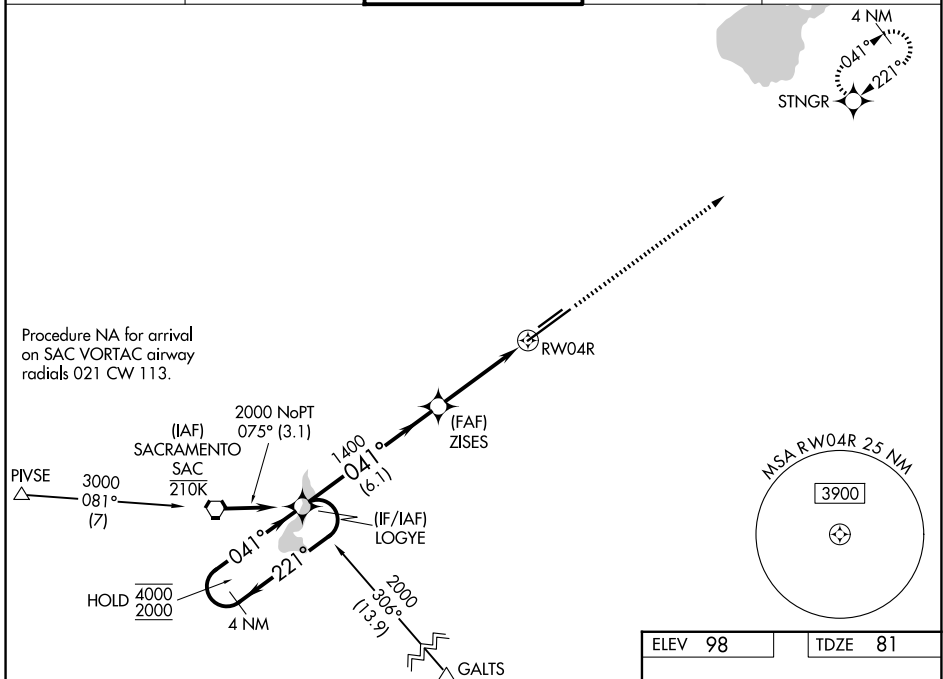 4 NM
041°
221°
STNGR
RW04R
Procedure NA for arrival
on SAC VORTAC airway
radials 021 CW 113.
2000 NoPT
075° (3.1)
(IAF)
SACRAMENTO
SAC
210K
(FAF)
ZISES
1400
041°
(6.1)
MSA RW04R 25 NM
3900
PIVSE
3000
081°
(7)
(IF/IAF)
LOGYE
041°
221°
HOLD 4000
2000
4 NM
2000
306°
(13.9)
GALTS
ELEV 98
TDZE 81